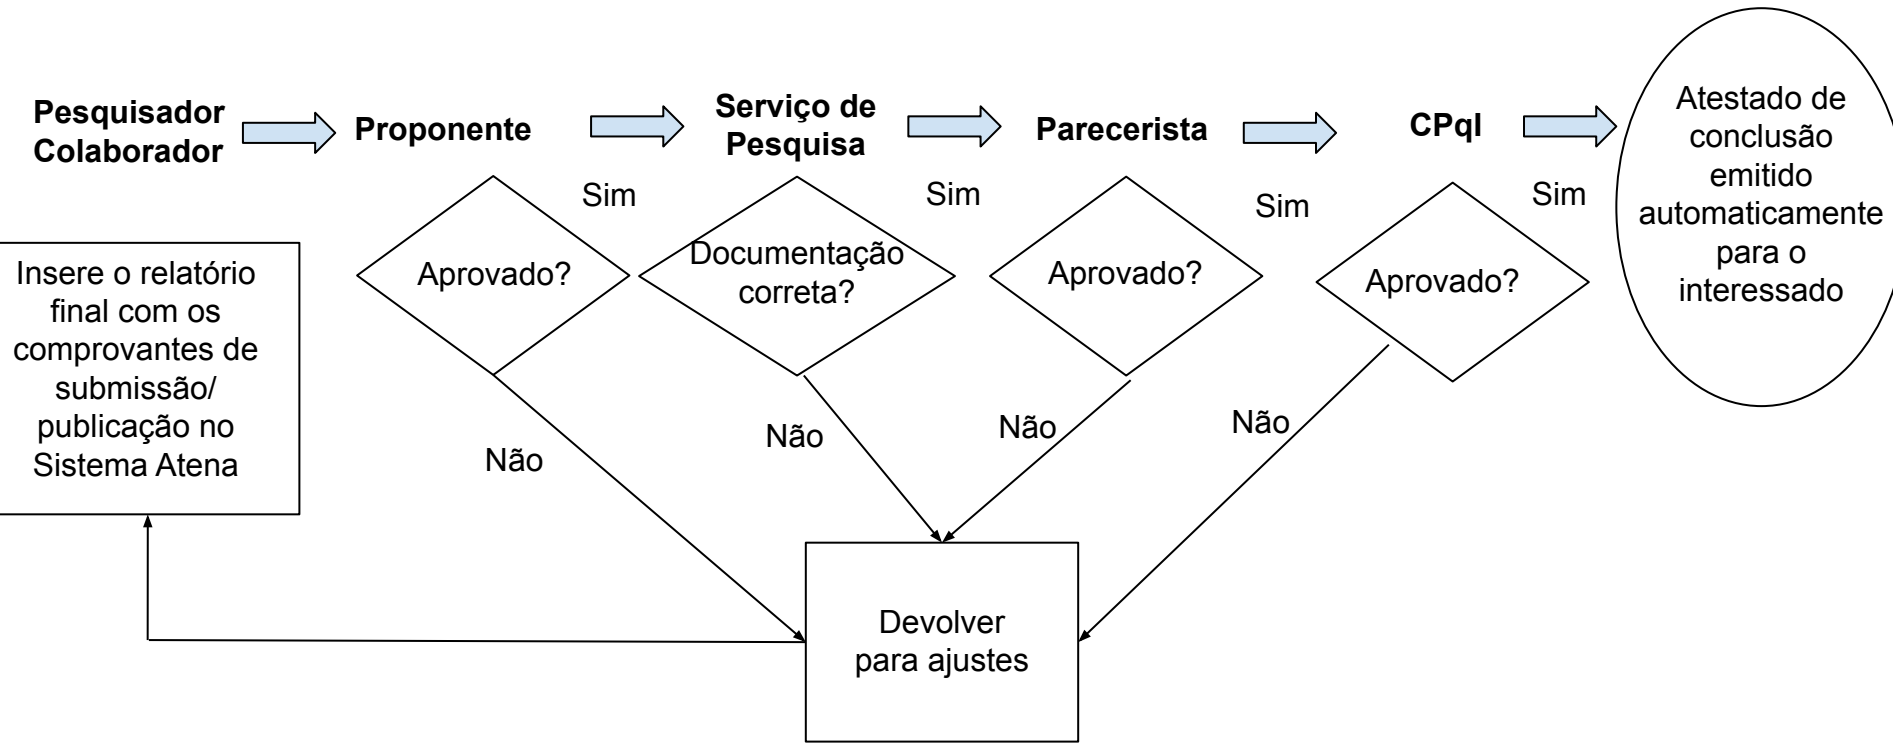 Pesquisador
Colaborador
Proponente
Serviço de
Pesquisa
Parecerista
CPqI
Atestado de
conclusão
emitido
automaticamente
para o
interessado
Sim
Sim
Sim
Sim
Insere o relatório
final com os
comprovantes de
submissão/
publicação no
Sistema Atena
Aprovado?
Documentação
correta?
Aprovado?
Aprovado?
Não
Não
Não
Não
Devolver
para ajustes